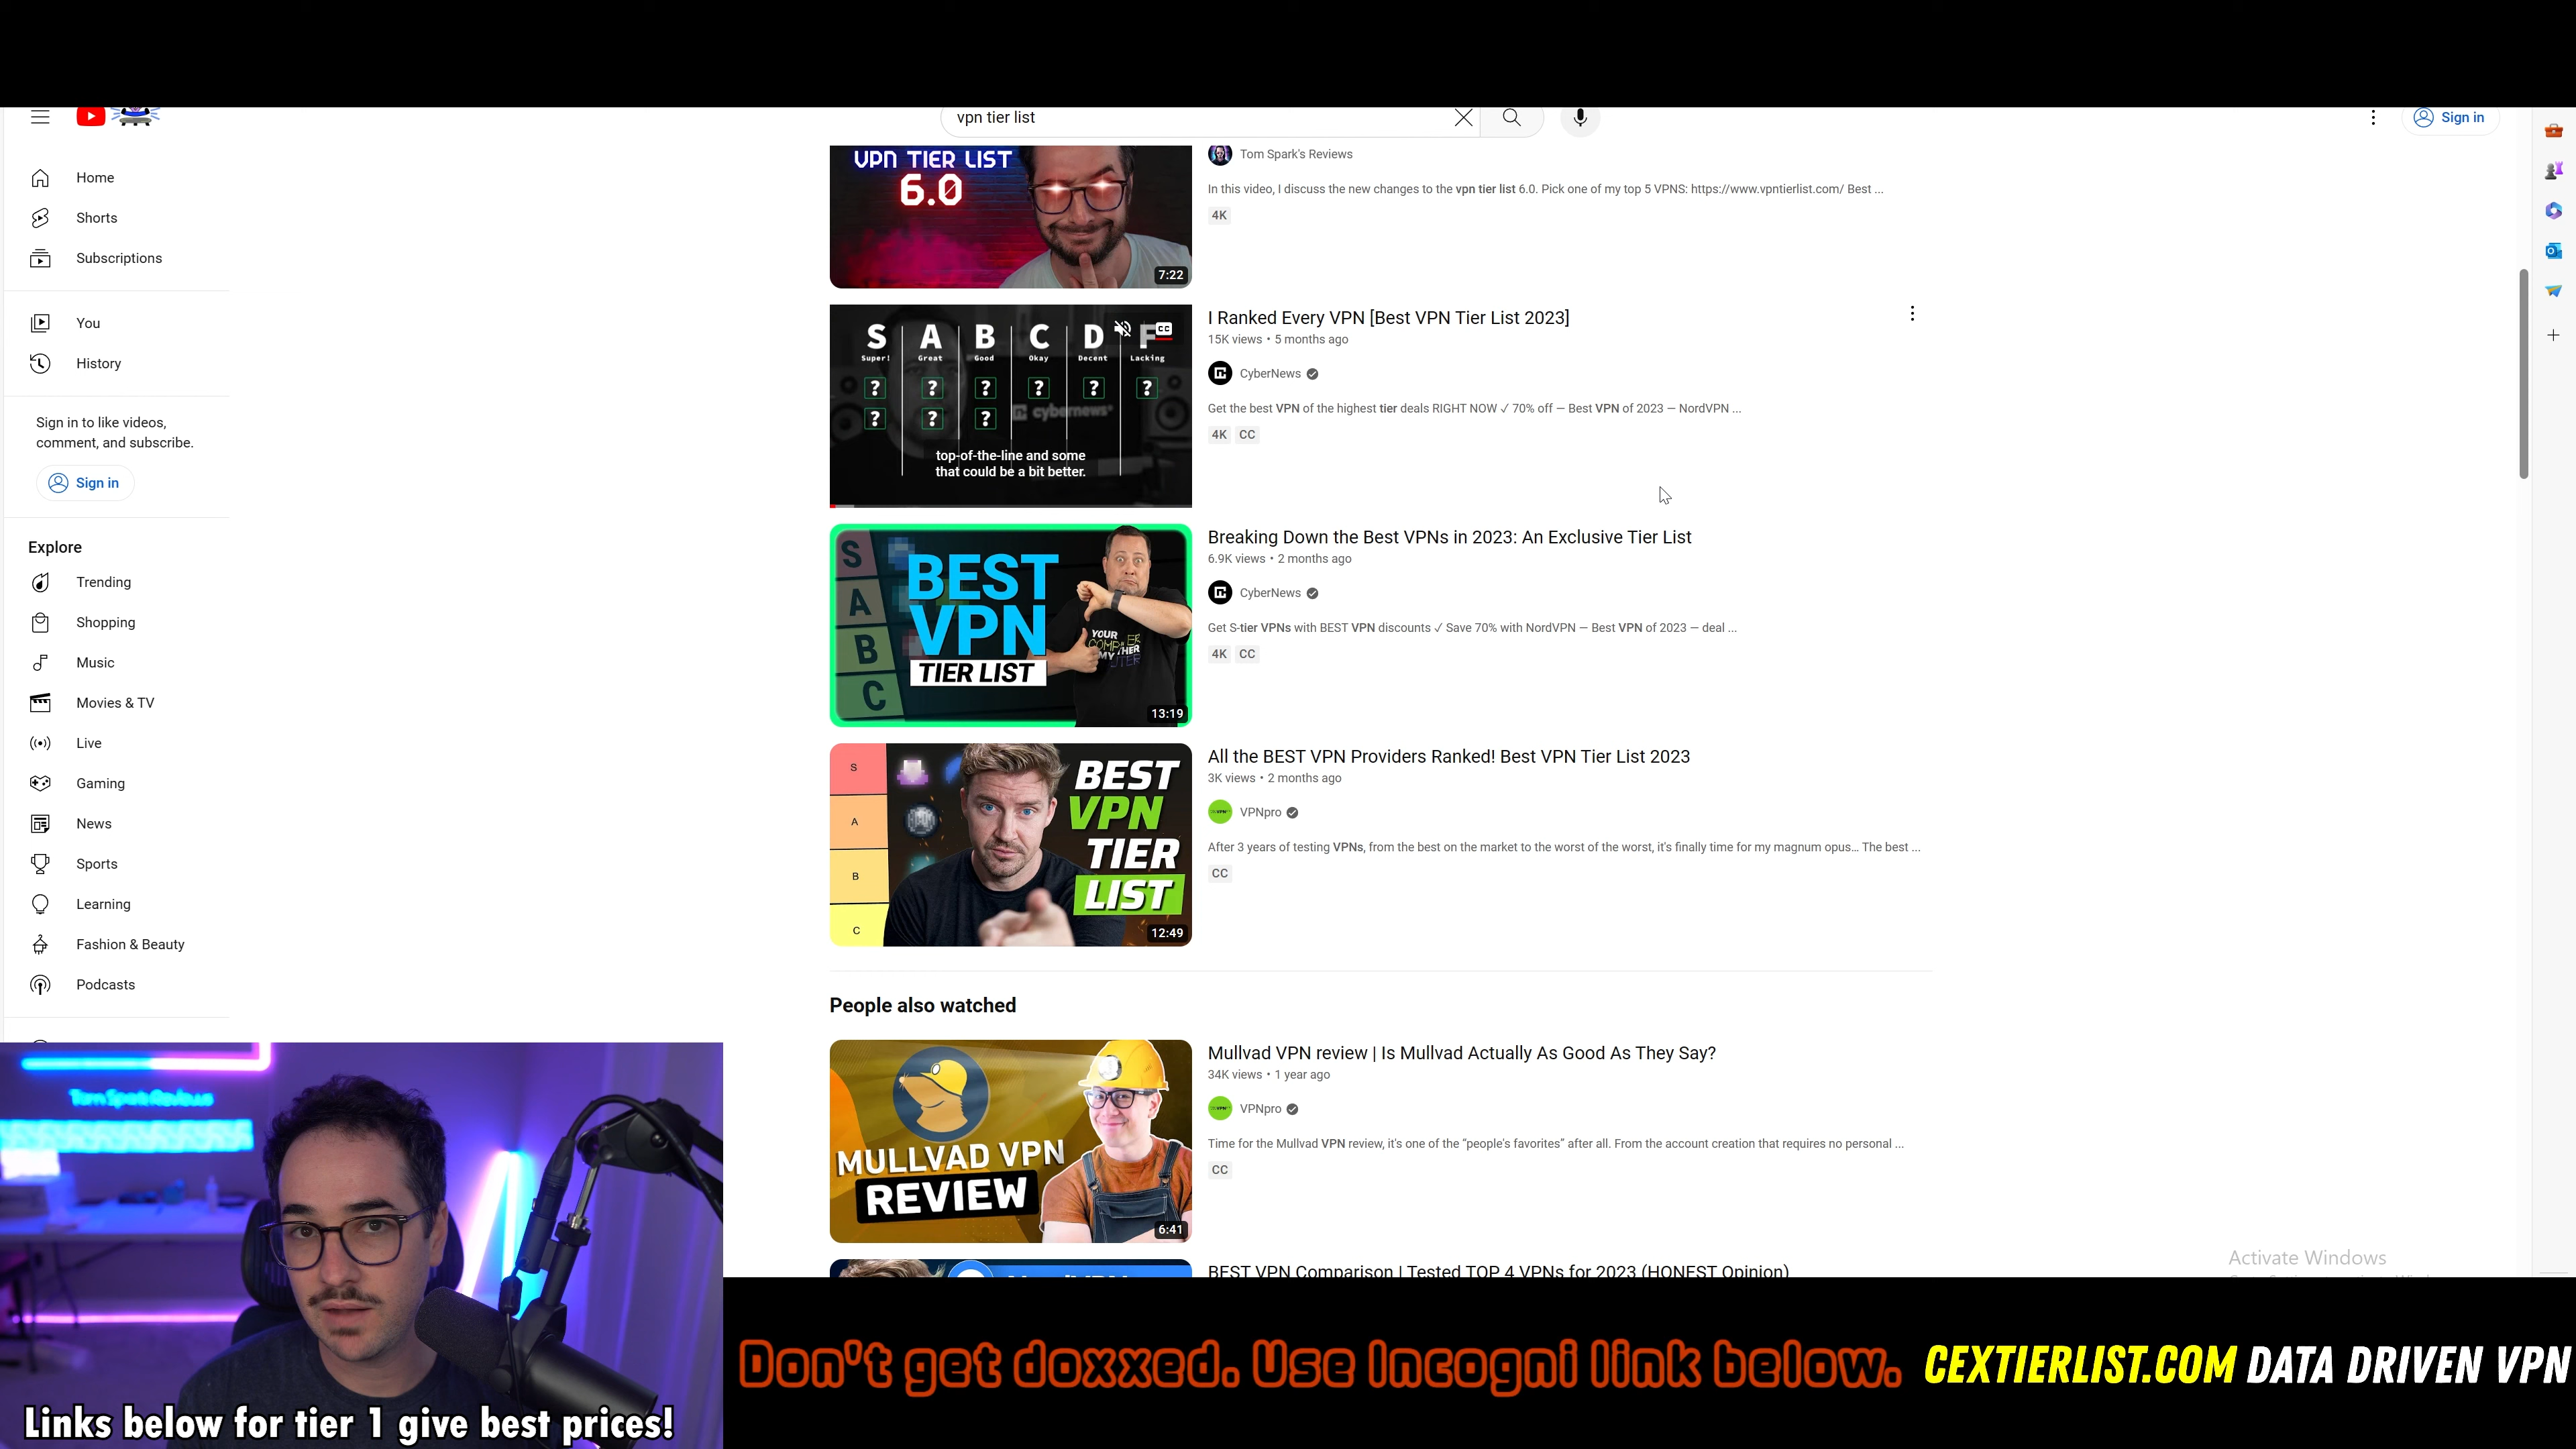 vpn tier list
Sign in
Home
Shorts
Subscriptions
You
History
Sign in to like videos,
comment, and subscribe.
Sign in
Explore
Trending
Shopping
Music
Movies & TV
Live
Gaming
News
Sports
Learning
Fashion & Beauty
Podcasts
VPN TIER LIST
6.0
7:22
Tom Spark's Reviews
In this video, I discuss the new changes to the vpn tier list 6.0. Pick one of my top 5 VPNS: https://www.vpntierlist.com/ Best ...
4K
S A B C D F
Super! Great Good Okay Decent Lacking
? ? ? ? ? ?
? ? ?
cybernews
top-of-the-line and some
that could be a bit better.
CC
I Ranked Every VPN [Best VPN Tier List 2023]
15K views • 5 months ago
CyberNews
Get the best VPN of the highest tier deals RIGHT NOW ✓ 70% off — Best VPN of 2023 — NordVPN ...
4K CC
S
A
B
C
BEST
VPN
TIER LIST
YOUR
13:19
Breaking Down the Best VPNs in 2023: An Exclusive Tier List
6.9K views • 2 months ago
CyberNews
Get S-tier VPNs with BEST VPN discounts ✓ Save 70% with NordVPN — Best VPN of 2023 — deal ...
4K CC
S
A
B
C
BEST
VPN
TIER
LIST
12:49
All the BEST VPN Providers Ranked! Best VPN Tier List 2023
3K views • 2 months ago
VPNpro
After 3 years of testing VPNs, from the best on the market to the worst of the worst, it's finally time for my magnum opus... The best ...
CC
People also watched
MULLVAD VPN
REVIEW
6:41
Mullvad VPN review | Is Mullvad Actually As Good As They Say?
34K views • 1 year ago
VPNpro
Time for the Mullvad VPN review, it's one of the “people's favorites” after all. From the account creation that requires no personal ...
CC
BEST VPN Comparison | Tested TOP 4 VPNs for 2023 (HONEST Opinion)
Activate Windows
Tom Spark Reviews
Links below for tier 1 give best prices!
Don't get doxxed. Use Incogni link below.
CEXTIERLIST.COM DATA DRIVEN VPN